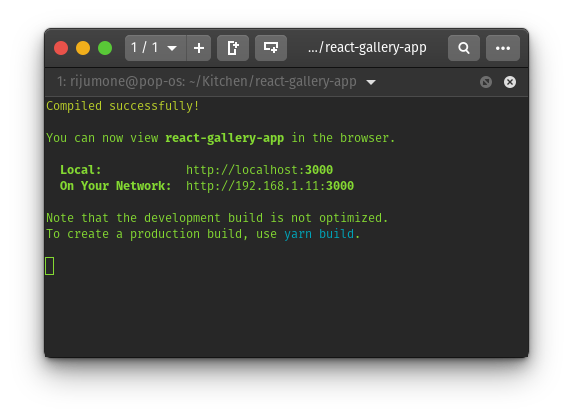 1 / 1 .../react-gallery-app
1: rijumone@pop-os: ~/Kitchen/react-gallery-app
Compiled successfully!
You can now view react-gallery-app in the browser.
Local: http://localhost:3000
On Your Network: http://192.168.1.11:3000
Note that the development build is not optimized.
To create a production build, use yarn build.